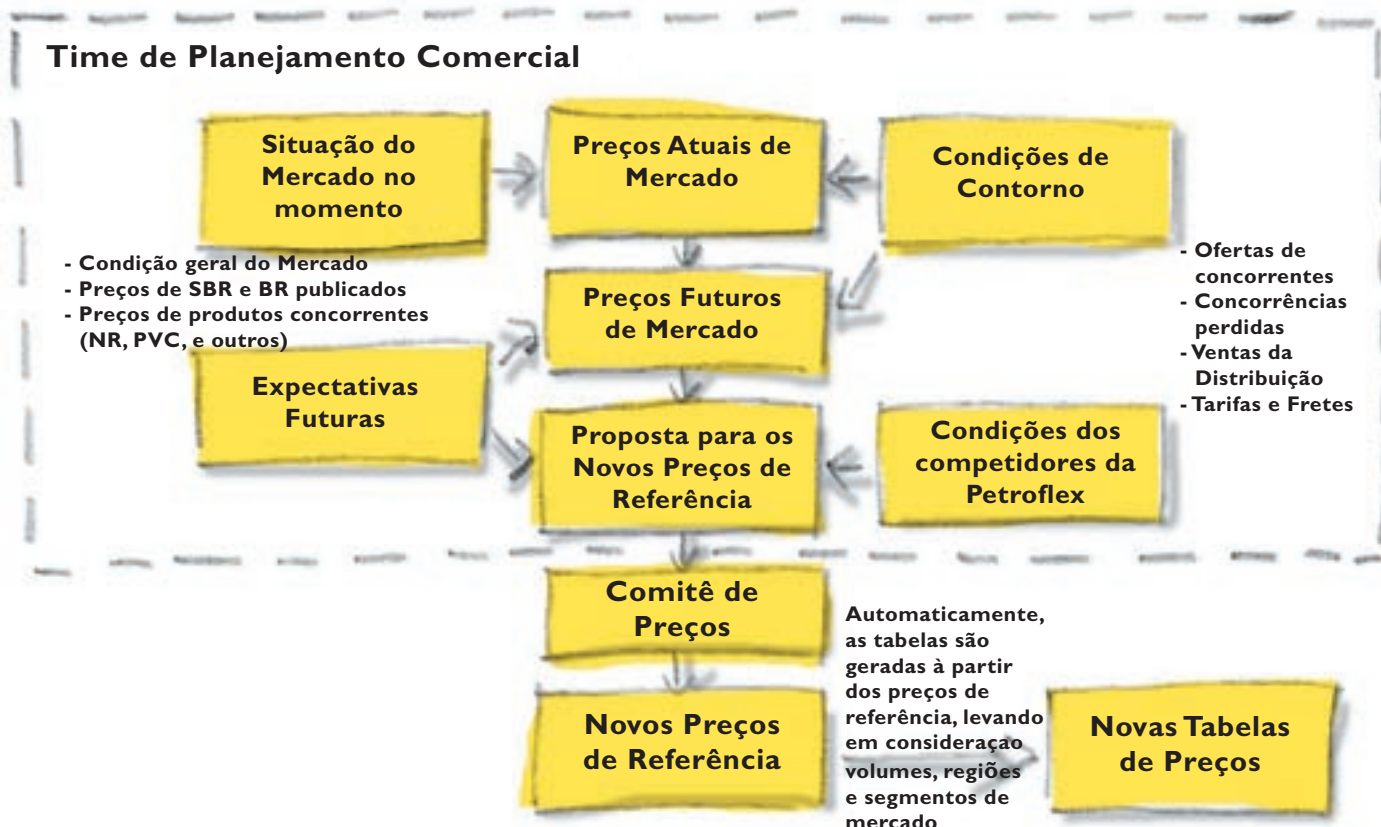 Time de Planejamento Comercial
Situação do
Mercado no
momento
Preços Atuais de
Mercado
Condições de
Contorno
- Condição geral do Mercado
- Preços de SBR e BR publicados
- Preços de produtos concorrentes
(NR, PVC, e outros)
Preços Futuros
de Mercado
- Ofertas de
concorrentes
- Concorrências
perdidas
- Ventas da
Distribuição
- Tarifas e Fretes
Expectativas
Futuras
Proposta para os
Novos Preços de
Referência
Condições dos
competidores da
Petroflex
Comitê de
Preços
Automaticamente,
as tabelas são
geradas à partir
dos preços de
referência, levando
em consideraçao
volumes, regiões
e segmentos de
mercado
Novos Preços
de Referência
Novas Tabelas
de Preços